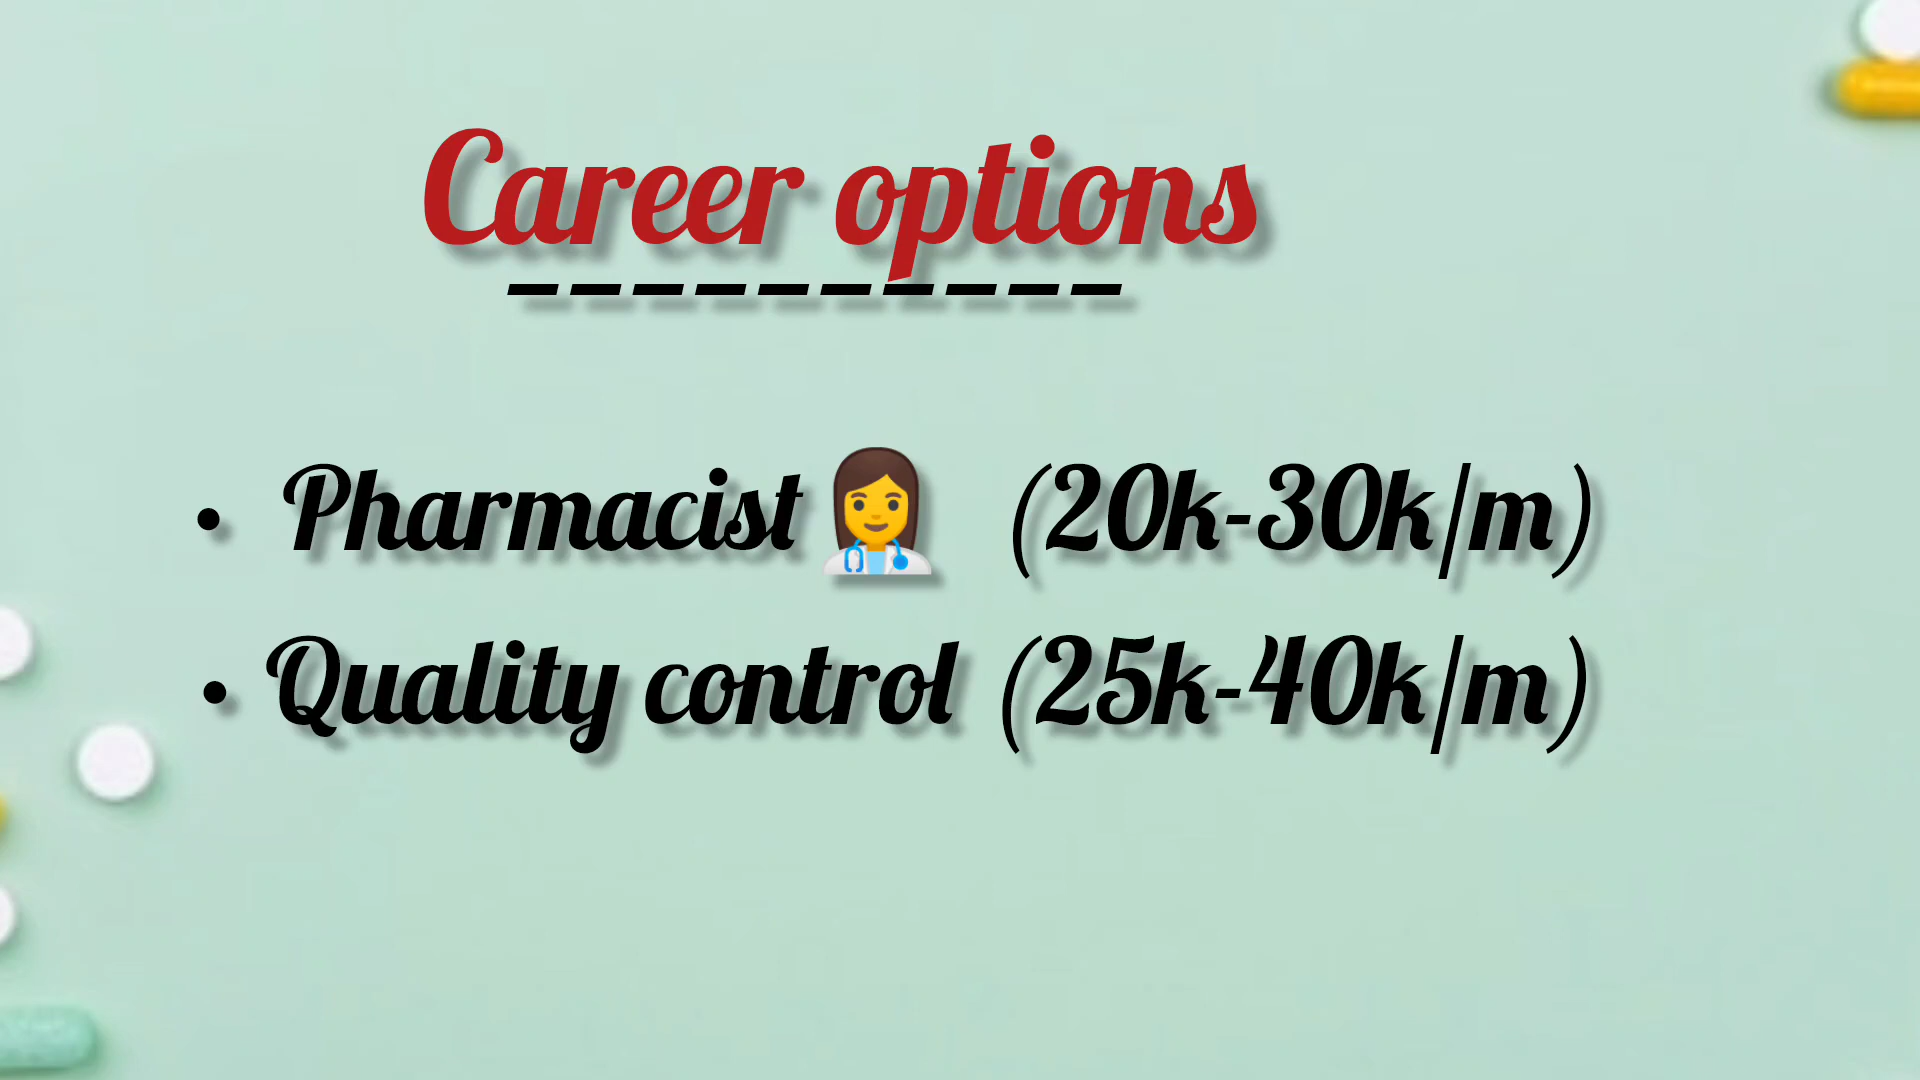 Career options
----------
• Pharmacist👩‍⚕️ (20k-30k/m)
• Quality control (25k-40k/m)